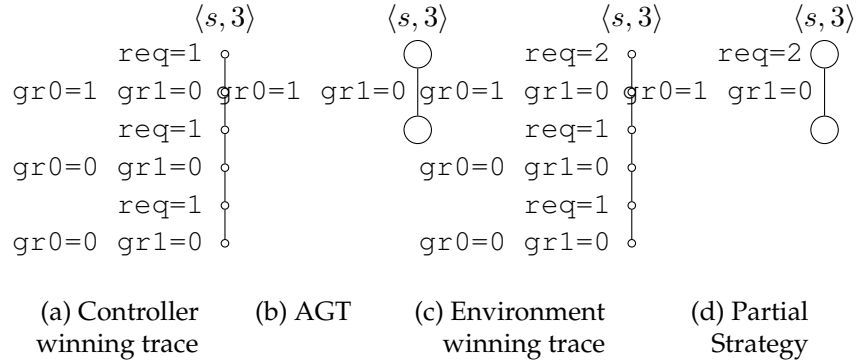 ⟨s, 3⟩ ⟨s, 3⟩ ⟨s, 3⟩ ⟨s, 3⟩
req=1 req=2 req=2
gr0=1 gr1=0 gr0=1 gr1=0 gr0=1 gr1=0 gr0=1 gr1=0
req=1 req=1
gr0=0 gr1=0 gr0=0 gr1=0
req=1 req=1
gr0=0 gr1=0 gr0=0 gr1=0
(a) Controller (b) AGT (c) Environment (d) Partial
winning trace winning trace Strategy